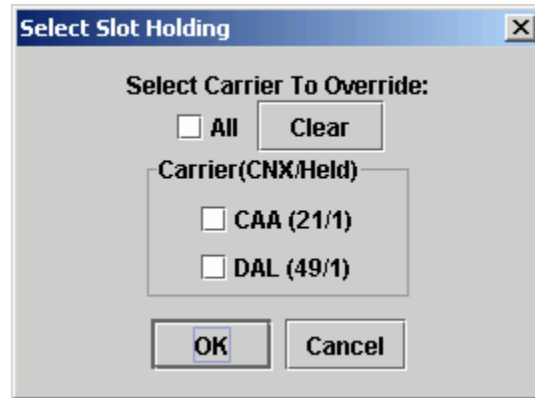 Select Slot Holding
Select Carrier To Override:
All Clear
Carrier(CNX/Held)
CAA (21/1)
DAL (49/1)
OK Cancel